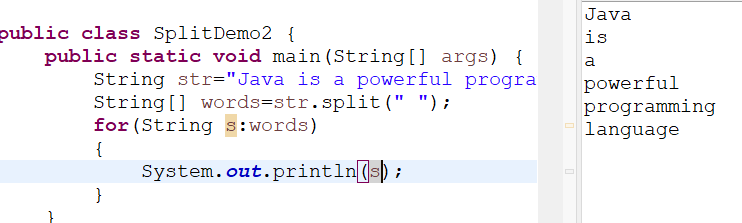 public class SplitDemo2 {
public static void main(String[] args) {
String str="Java is a powerful progra
String[] words=str.split(" ");
for(String s:words)
{
System.out.println(s);
}
}
Java
is
a
powerful
programming
language